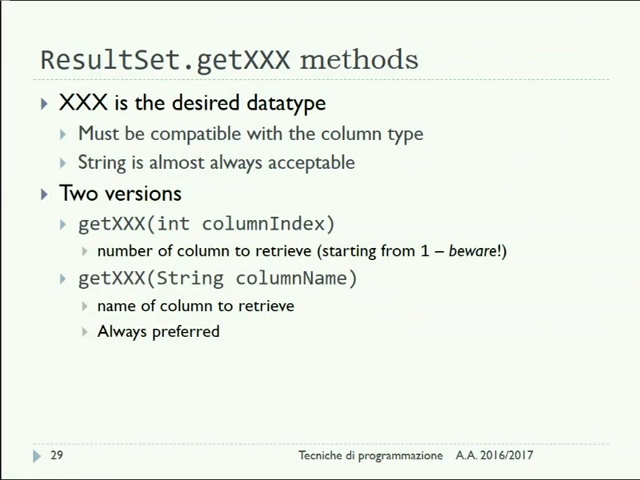 ResultSet.getXXX methods
XXX is the desired datatype
Must be compatible with the column type
String is almost always acceptable
Two versions
getXXX(int columnIndex)
number of column to retrieve (starting from 1 – beware!)
getXXX(String columnName)
name of column to retrieve
Always preferred
29 Tecniche di programmazione A.A. 2016/2017